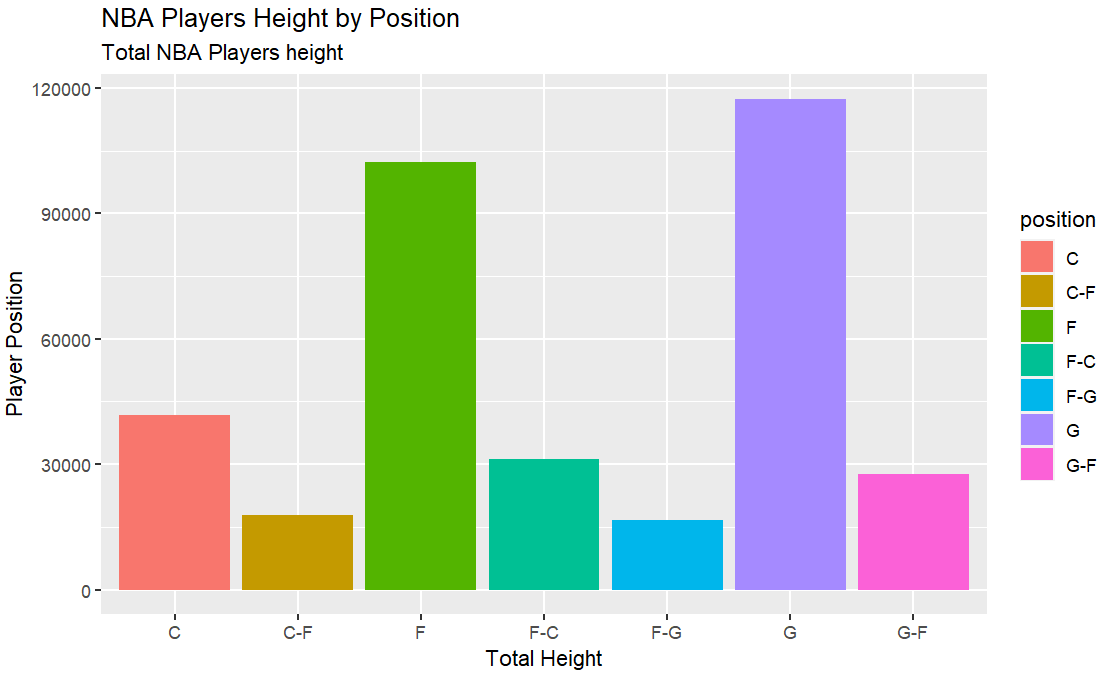 NBA Players Height by Position
Total NBA Players height
120000
90000
60000
30000
0
Player Position
C
C-F
F
F-C
F-G
G
G-F
Total Height
position
C
C-F
F
F-C
F-G
G
G-F